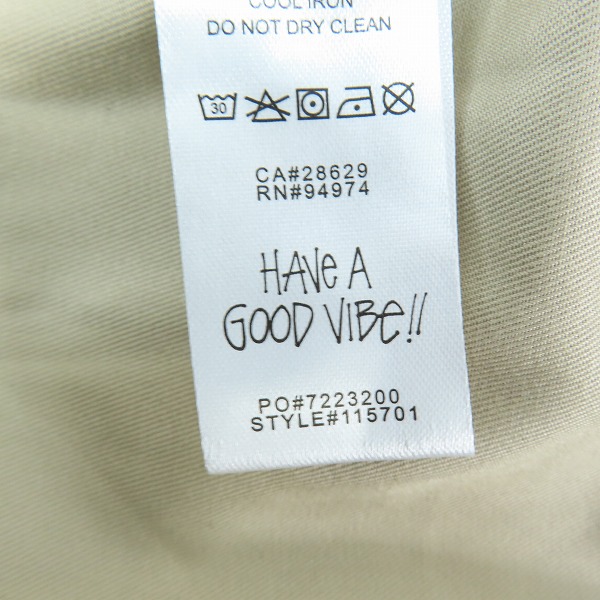 COOL IRON
DO NOT DRY CLEAN
30
CA#28629
RN#94974
HAVE A
GOOD VIBE!!
PO#7223200
STYLE#115701